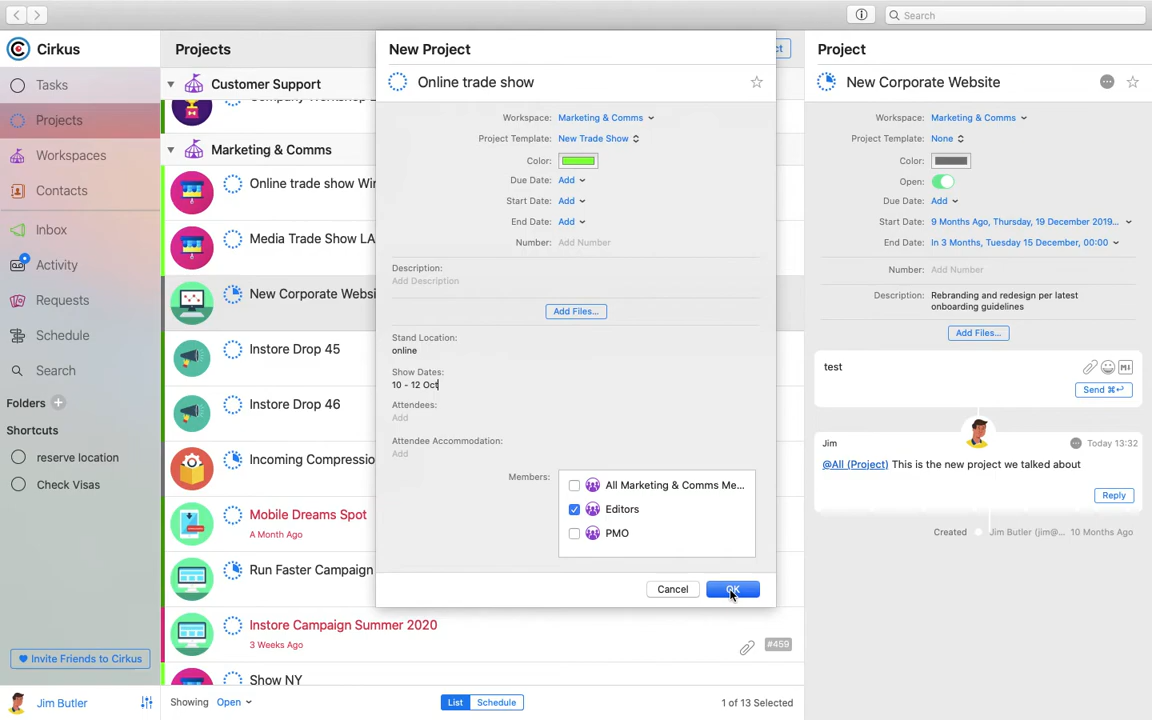 Search
Cirkus
Tasks
Projects
Workspaces
Contacts
Inbox
Activity
Requests
Schedule
Search
Folders
Shortcuts
reserve location
Check Visas
Invite Friends to Cirkus
Jim Butler
Projects
Customer Support
Marketing & Comms
Online trade show Wi
Media Trade Show LA
New Corporate Websi
Instore Drop 45
Instore Drop 46
Incoming Compressio
Mobile Dreams Spot
A Month Ago
Run Faster Campaign
Instore Campaign Summer 2020
3 Weeks Ago
#459
Show NY
Showing Open
List Schedule
1 of 13 Selected
New Project
Online trade show
Workspace: Marketing & Comms
Project Template: New Trade Show
Color:
Due Date: Add
Start Date: Add
End Date: Add
Number: Add Number
Description:
Add Description
Add Files...
Stand Location:
online
Show Dates:
10 - 12 Oct
Attendees:
Add
Attendee Accommodation:
Add
Members:
All Marketing & Comms Me...
Editors
PMO
Cancel OK
Project
New Corporate Website
Workspace: Marketing & Comms
Project Template: None
Color:
Open:
Due Date: Add
Start Date: 9 Months Ago, Thursday, 19 December 2019...
End Date: In 3 Months, Tuesday 15 December, 00:00
Number: Add Number
Description: Rebranding and redesign per latest
onboarding guidelines
Add Files...
test
Send ⌘↩
Jim
Today 13:32
@All (Project) This is the new project we talked about
Reply
Created Jim Butler (jim@... 10 Months Ago